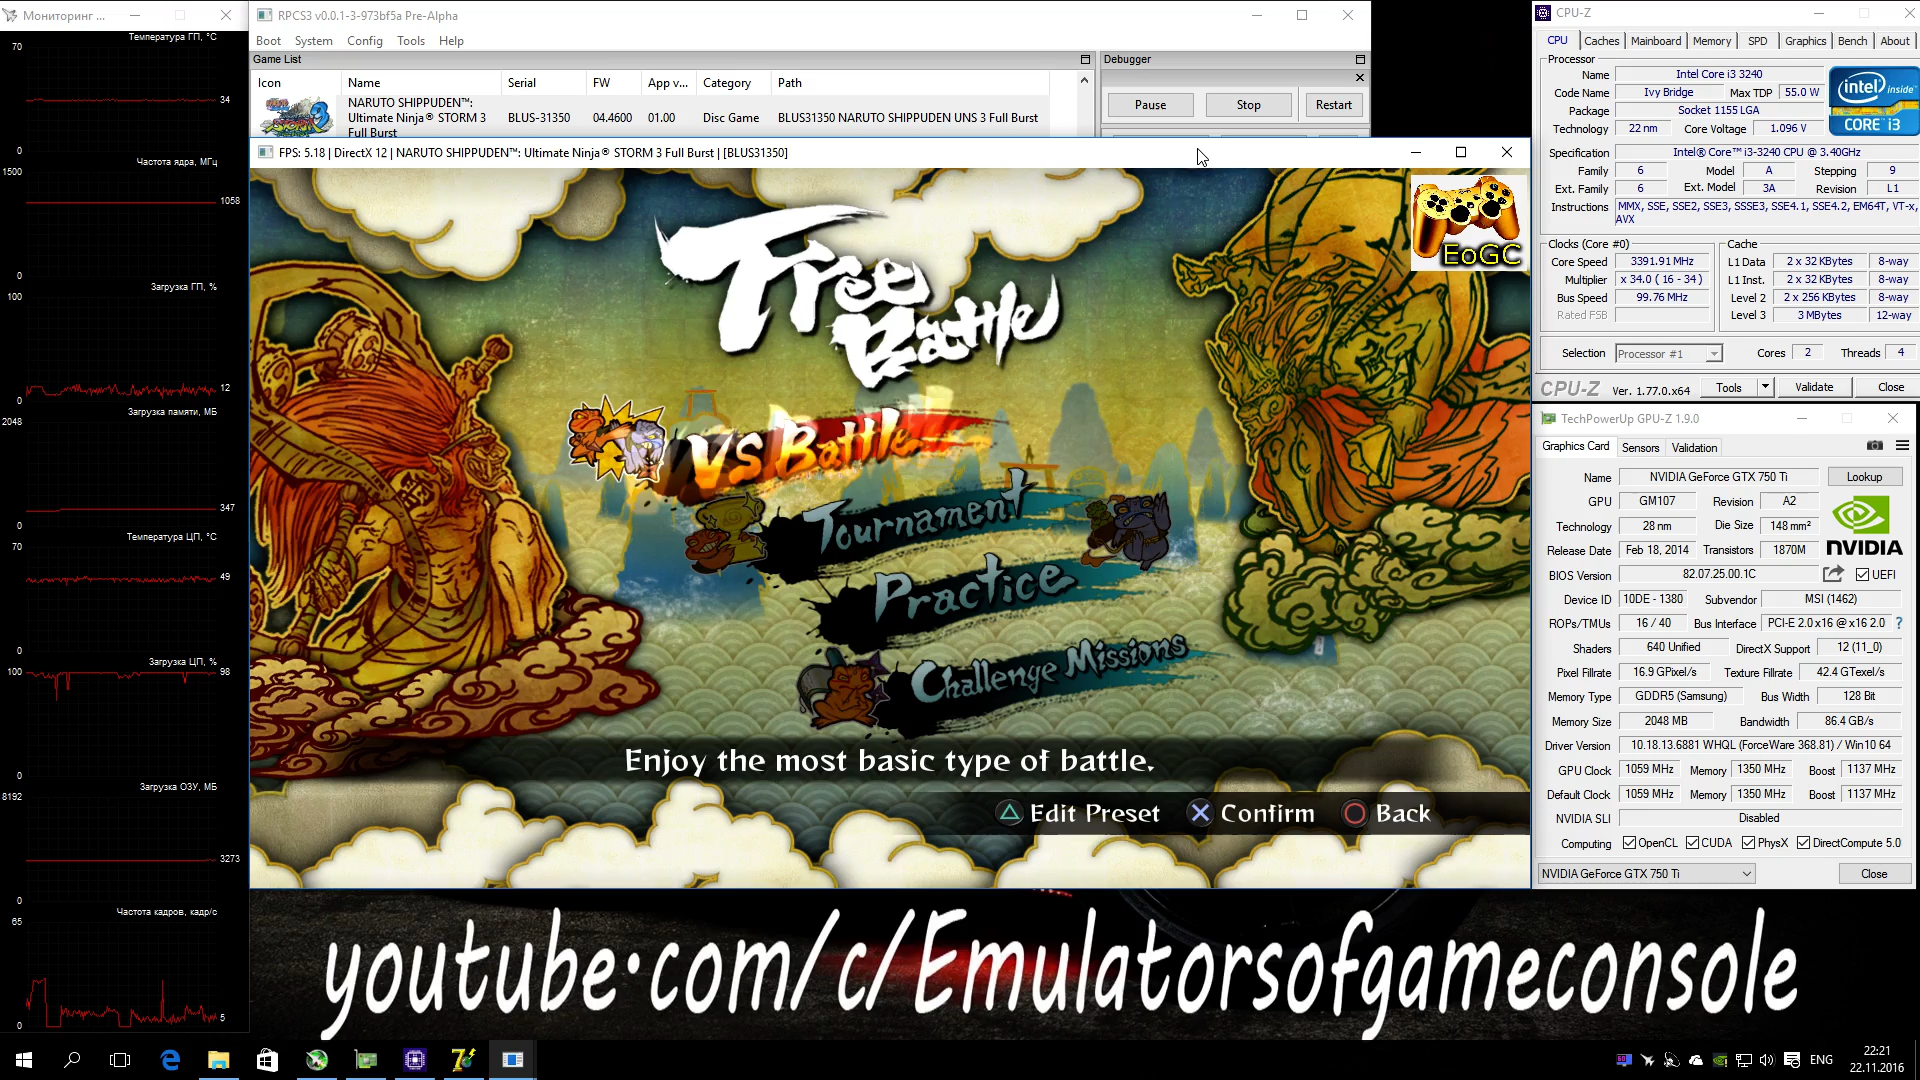 Мониторинг ...
Температура ГП, °C
70
34
0
Частота ядра, МГц
1500
1058
0
Загрузка ГП, %
100
12
0
Загрузка памяти, МБ
2048
347
0
Температура ЦП, °C
70
49
0
Загрузка ЦП, %
100
98
0
Загрузка ОЗУ, МБ
8192
3273
0
Частота кадров, кадр/с
65
5
0
RPCS3 v0.0.1-3-973bf5a Pre-Alpha
Boot System Config Tools Help
Game List
Icon Name Serial FW App v... Category Path
NARUTO SHIPPUDEN™: Ultimate Ninja® STORM 3 Full Burst BLUS-31350 04.4600 01.00 Disc Game BLUS31350 NARUTO SHIPPUDEN UNS 3 Full Burst
Debugger
Pause Stop Restart
FPS: 5.18 | DirectX 12 | NARUTO SHIPPUDEN™: Ultimate Ninja® STORM 3 Full Burst | [BLUS31350]
EoGC
Free Battle
VS Battle
Tournament
Practice
Challenge Missions
Enjoy the most basic type of battle.
Edit Preset Confirm Back
youtube.com/c/Emulatorsofgameconsole
CPU-Z
CPU Caches Mainboard Memory SPD Graphics Bench About
Processor
Name Intel Core i3 3240
Code Name Ivy Bridge Max TDP 55.0 W
Package Socket 1155 LGA
Technology 22 nm Core Voltage 1.096 V
intel inside™
CORE i3
Specification Intel® Core™ i3-3240 CPU @ 3.40GHz
Family 6 Model A Stepping 9
Ext. Family 6 Ext. Model 3A Revision L1
Instructions MMX, SSE, SSE2, SSE3, SSSE3, SSE4.1, SSE4.2, EM64T, VT-x, AVX
Clocks (Core #0) Cache
Core Speed 3391.91 MHz L1 Data 2 x 32 KBytes 8-way
Multiplier x 34.0 ( 16 - 34 ) L1 Inst. 2 x 32 KBytes 8-way
Bus Speed 99.76 MHz Level 2 2 x 256 KBytes 8-way
Rated FSB Level 3 3 MBytes 12-way
Selection Processor #1 Cores 2 Threads 4
CPU-Z Ver. 1.77.0.x64 Tools Validate Close
TechPowerUp GPU-Z 1.9.0
Graphics Card Sensors Validation
Name NVIDIA GeForce GTX 750 Ti Lookup
GPU GM107 Revision A2
Technology 28 nm Die Size 148 mm²
Release Date Feb 18, 2014 Transistors 1870M
NVIDIA
BIOS Version 82.07.25.00.1C UEFI
Device ID 10DE - 1380 Subvendor MSI (1462)
ROPs/TMUs 16 / 40 Bus Interface PCI-E 2.0 x16 @ x16 2.0 ?
Shaders 640 Unified DirectX Support 12 (11_0)
Pixel Fillrate 16.9 GPixel/s Texture Fillrate 42.4 GTexel/s
Memory Type GDDR5 (Samsung) Bus Width 128 Bit
Memory Size 2048 MB Bandwidth 86.4 GB/s
Driver Version 10.18.13.6881 WHQL (ForceWare 368.81) / Win10 64
GPU Clock 1059 MHz Memory 1350 MHz Boost 1137 MHz
Default Clock 1059 MHz Memory 1350 MHz Boost 1137 MHz
NVIDIA SLI Disabled
Computing OpenCL CUDA PhysX DirectCompute 5.0
NVIDIA GeForce GTX 750 Ti Close
ENG
22:21
22.11.2016